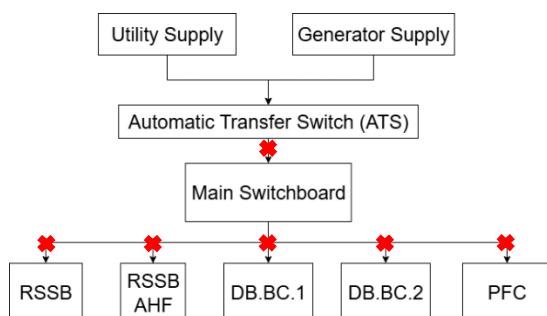 Utility Supply
Generator Supply
Automatic Transfer Switch (ATS)
Main Switchboard
RSSB
RSSB
AHF
DB.BC.1
DB.BC.2
PFC